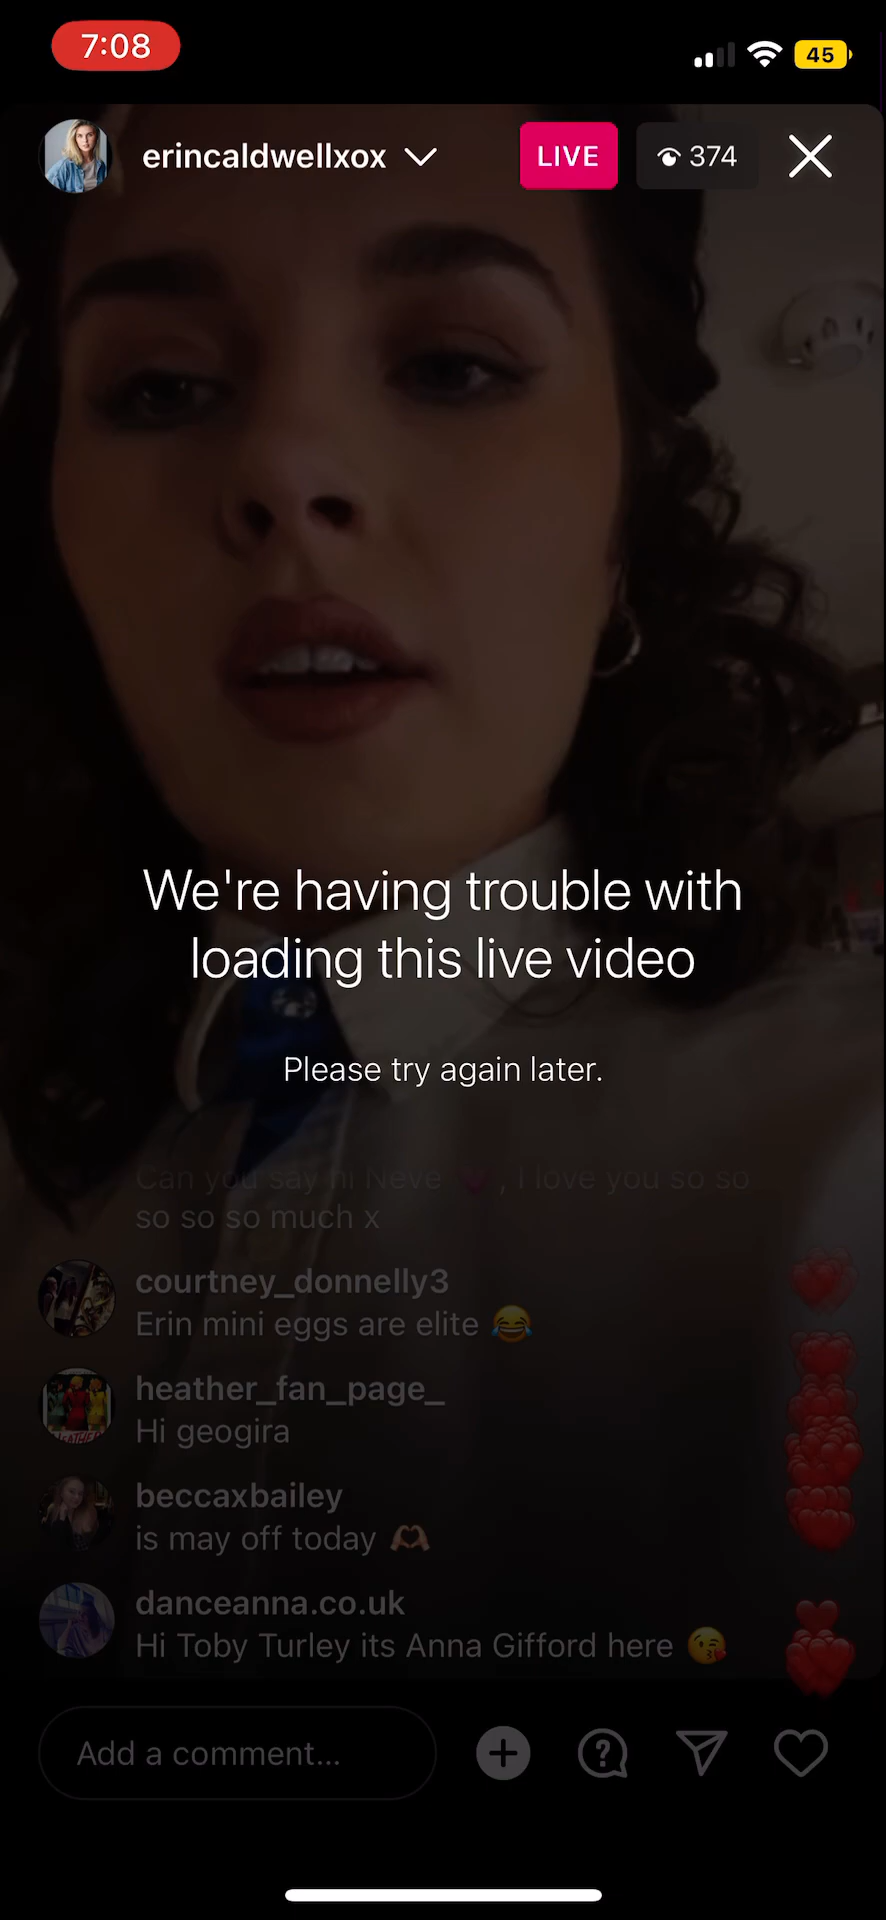 7:08
45
erincaldwellxox
LIVE
374
We're having trouble with
loading this live video
Please try again later.
Can you say hi Neve 💗, I love you so so
so so so much x
courtney_donnelly3
Erin mini eggs are elite 😂
heather_fan_page_
Hi geogira
beccaxbailey
is may off today 🫶🏽
danceanna.co.uk
Hi Toby Turley its Anna Gifford here 😘
Add a comment...